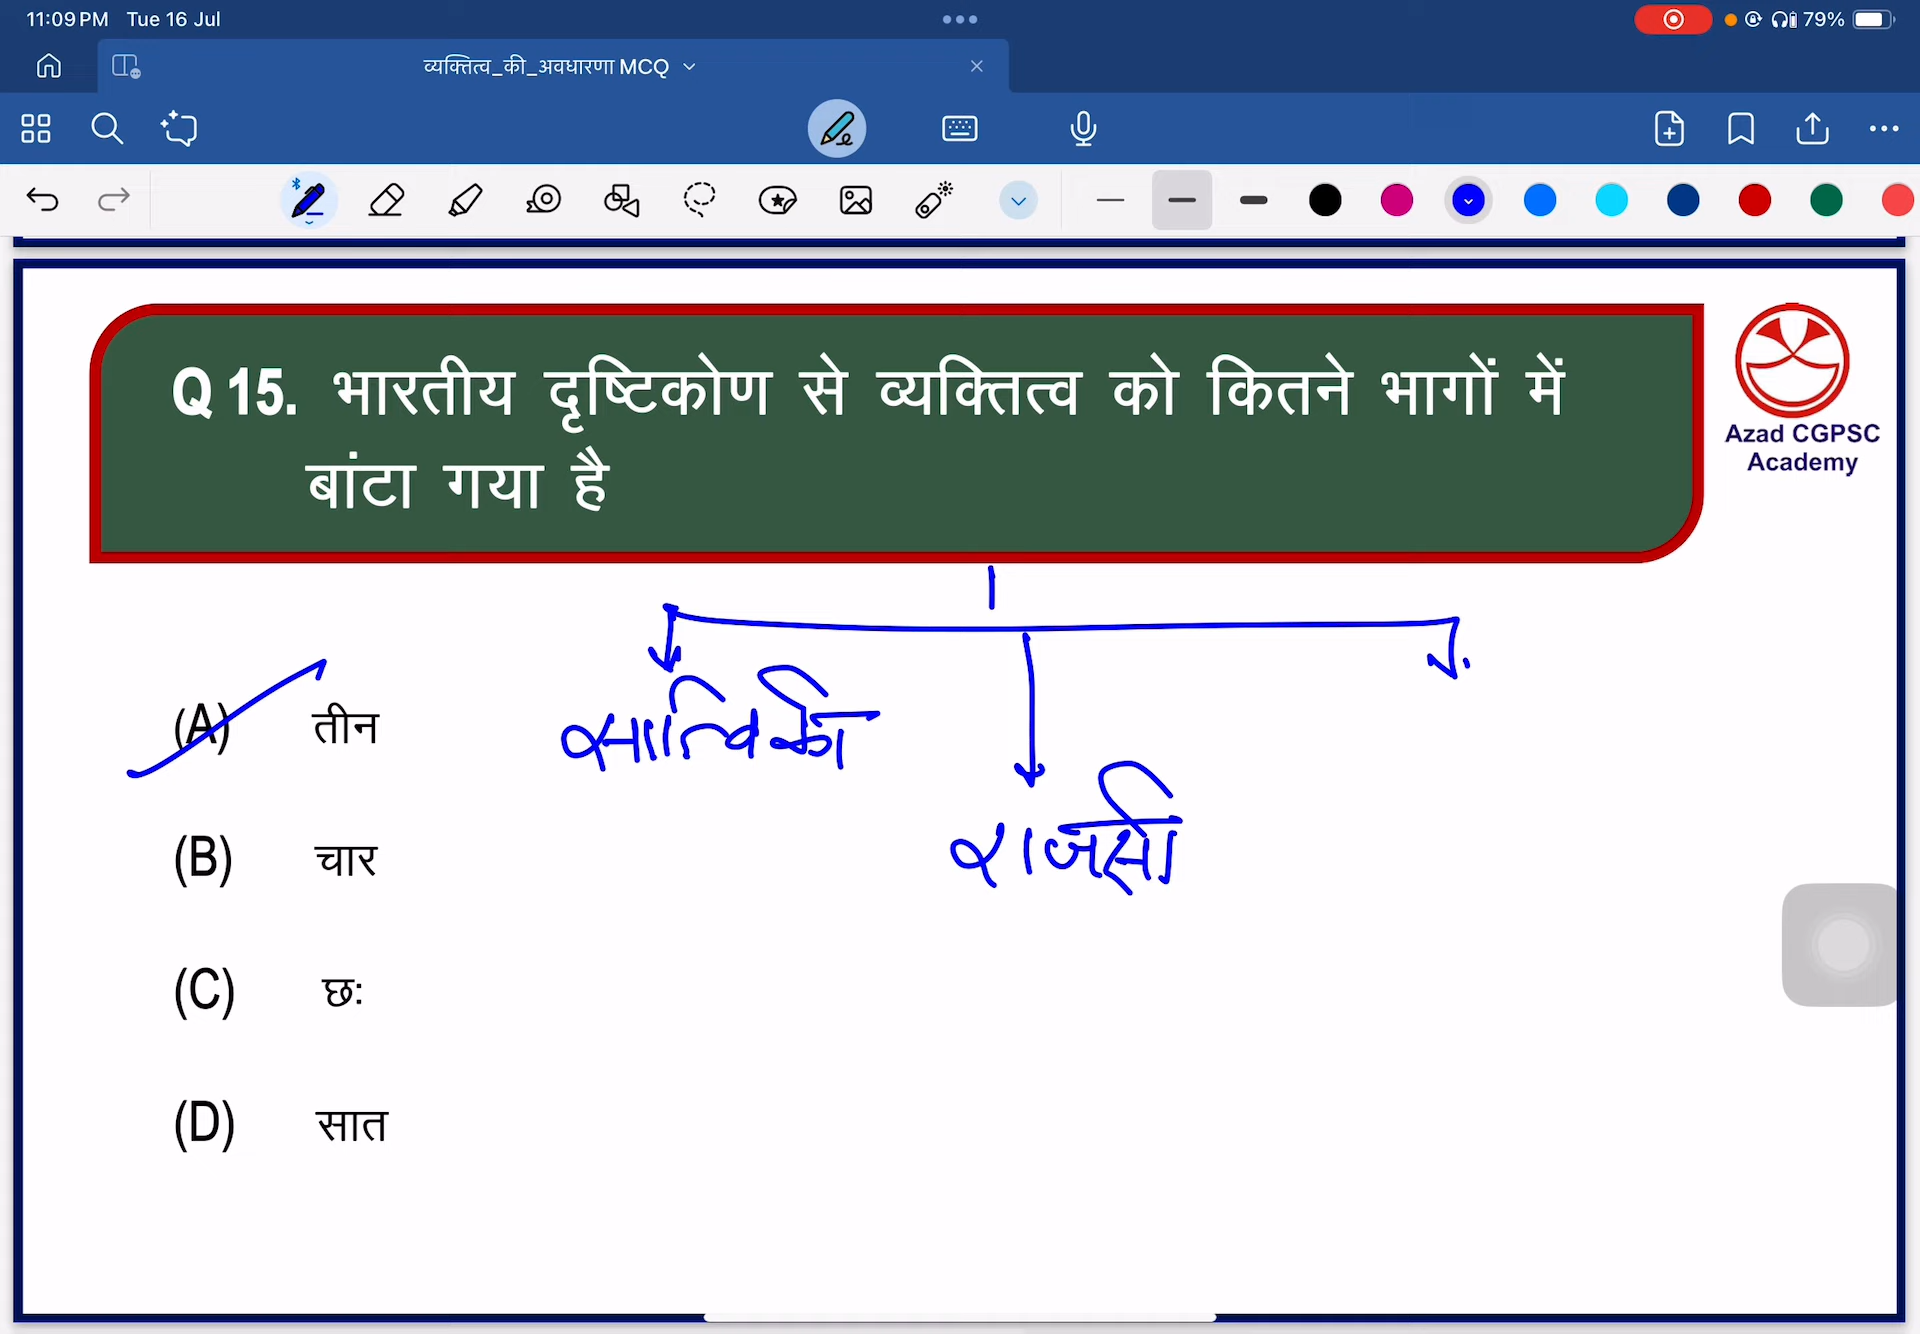 11:09 PM Tue 16 Jul
79%
व्यक्तित्व_की_अवधारणा MCQ
Q 15. भारतीय दृष्टिकोण से व्यक्तित्व को कितने भागों में
बांटा गया है
Azad CGPSC
Academy
(A) तीन
सात्विकी
राजसी
(B) चार
(C) छ:
(D) सात